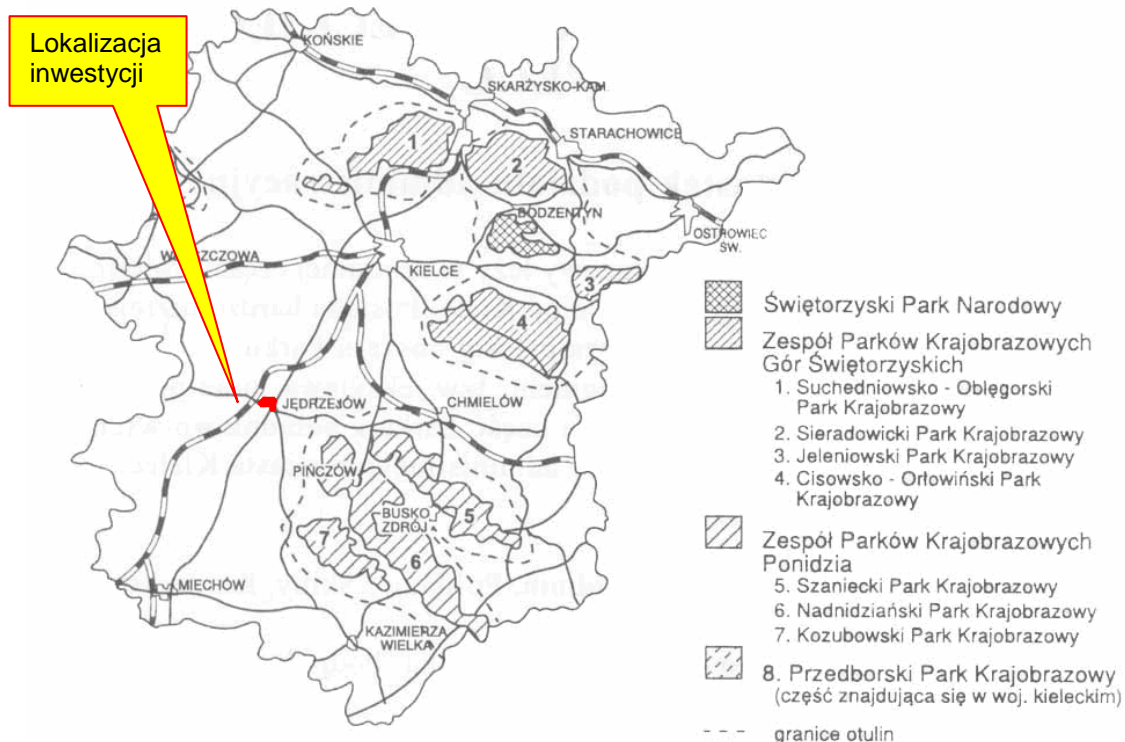 Lokalizacja
inwestycji
KOŃSKIE
SKARŻYSKO-KAM.
STARACHOWICE
1
2
BODZENTYN
OSTROWIEC
ŚW.
KIELCE
3
4
JĘDRZEJÓW
CHMIELÓW
PIŃCZÓW
BUSKO
ZDRÓJ
5
7
6
MIECHÓW
KAZIMIERZA
WIELKA
Świętorzyski Park Narodowy
Zespół Parków Krajobrazowych
Gór Świętorzyskich
1. Suchedniowsko - Oblęgorski
Park Krajobrazowy
2. Sieradowicki Park Krajobrazowy
3. Jeleniowski Park Krajobrazowy
4. Cisowsko - Orłowiński Park
Krajobrazowy
Zespół Parków Krajobrazowych
Ponidzia
5. Szaniecki Park Krajobrazowy
6. Nadnidziański Park Krajobrazowy
7. Kozubowski Park Krajobrazowy
8. Przedborski Park Krajobrazowy
(część znajdująca się w woj. kieleckim)
granice otulin